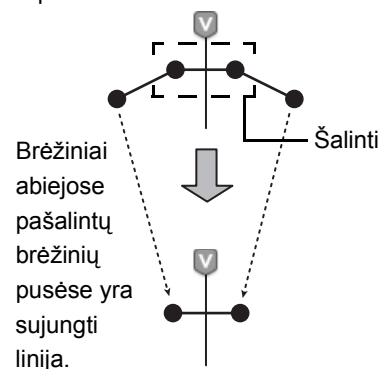 V
Šalinti
Brėžiniai
abiejose
pašalintų
brėžinių
pusėse yra
sujungti
linija.
V